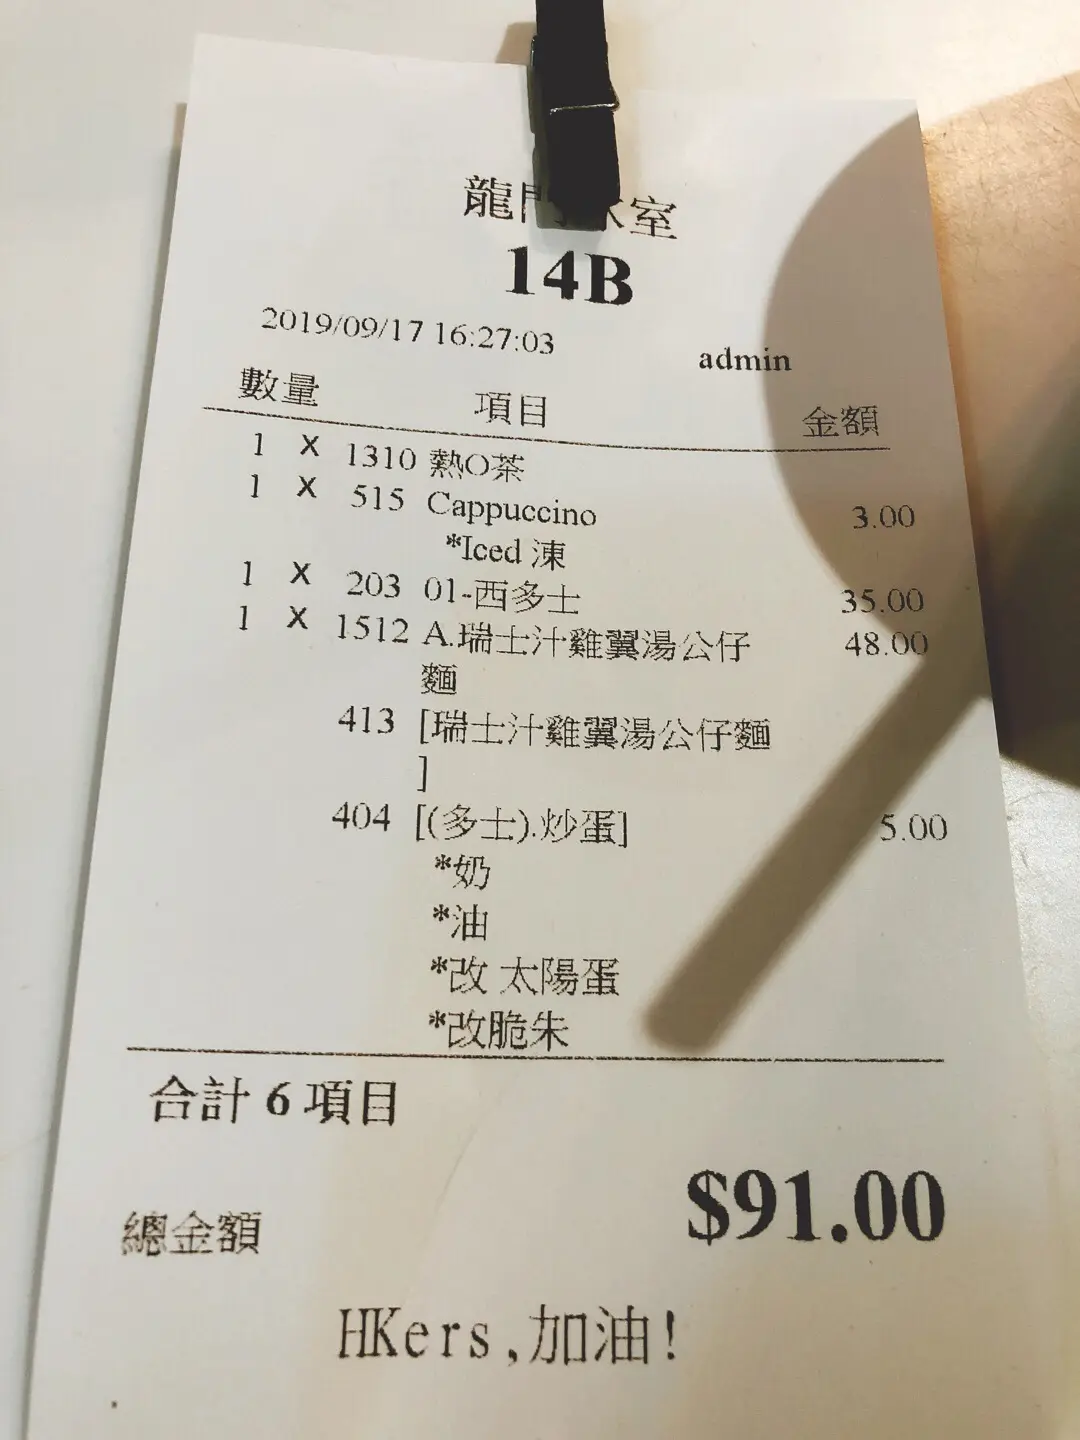 龍門 室
14B
2019/09/17 16:27:03 admin
數量 項目 金額
1 X 1310 熱O茶
1 X 515 Cappuccino 3.00
*Iced 涷
1 X 203 01-西多士 35.00
1 X 1512 A.瑞士汁雞翼湯公仔 48.00
麵
413 [瑞士汁雞翼湯公仔麵
]
404 [(多士).炒蛋] 5.00
*奶
*油
*改 太陽蛋
*改脆朱
合計 6 項目
總金額 $91.00
HKers,加油!